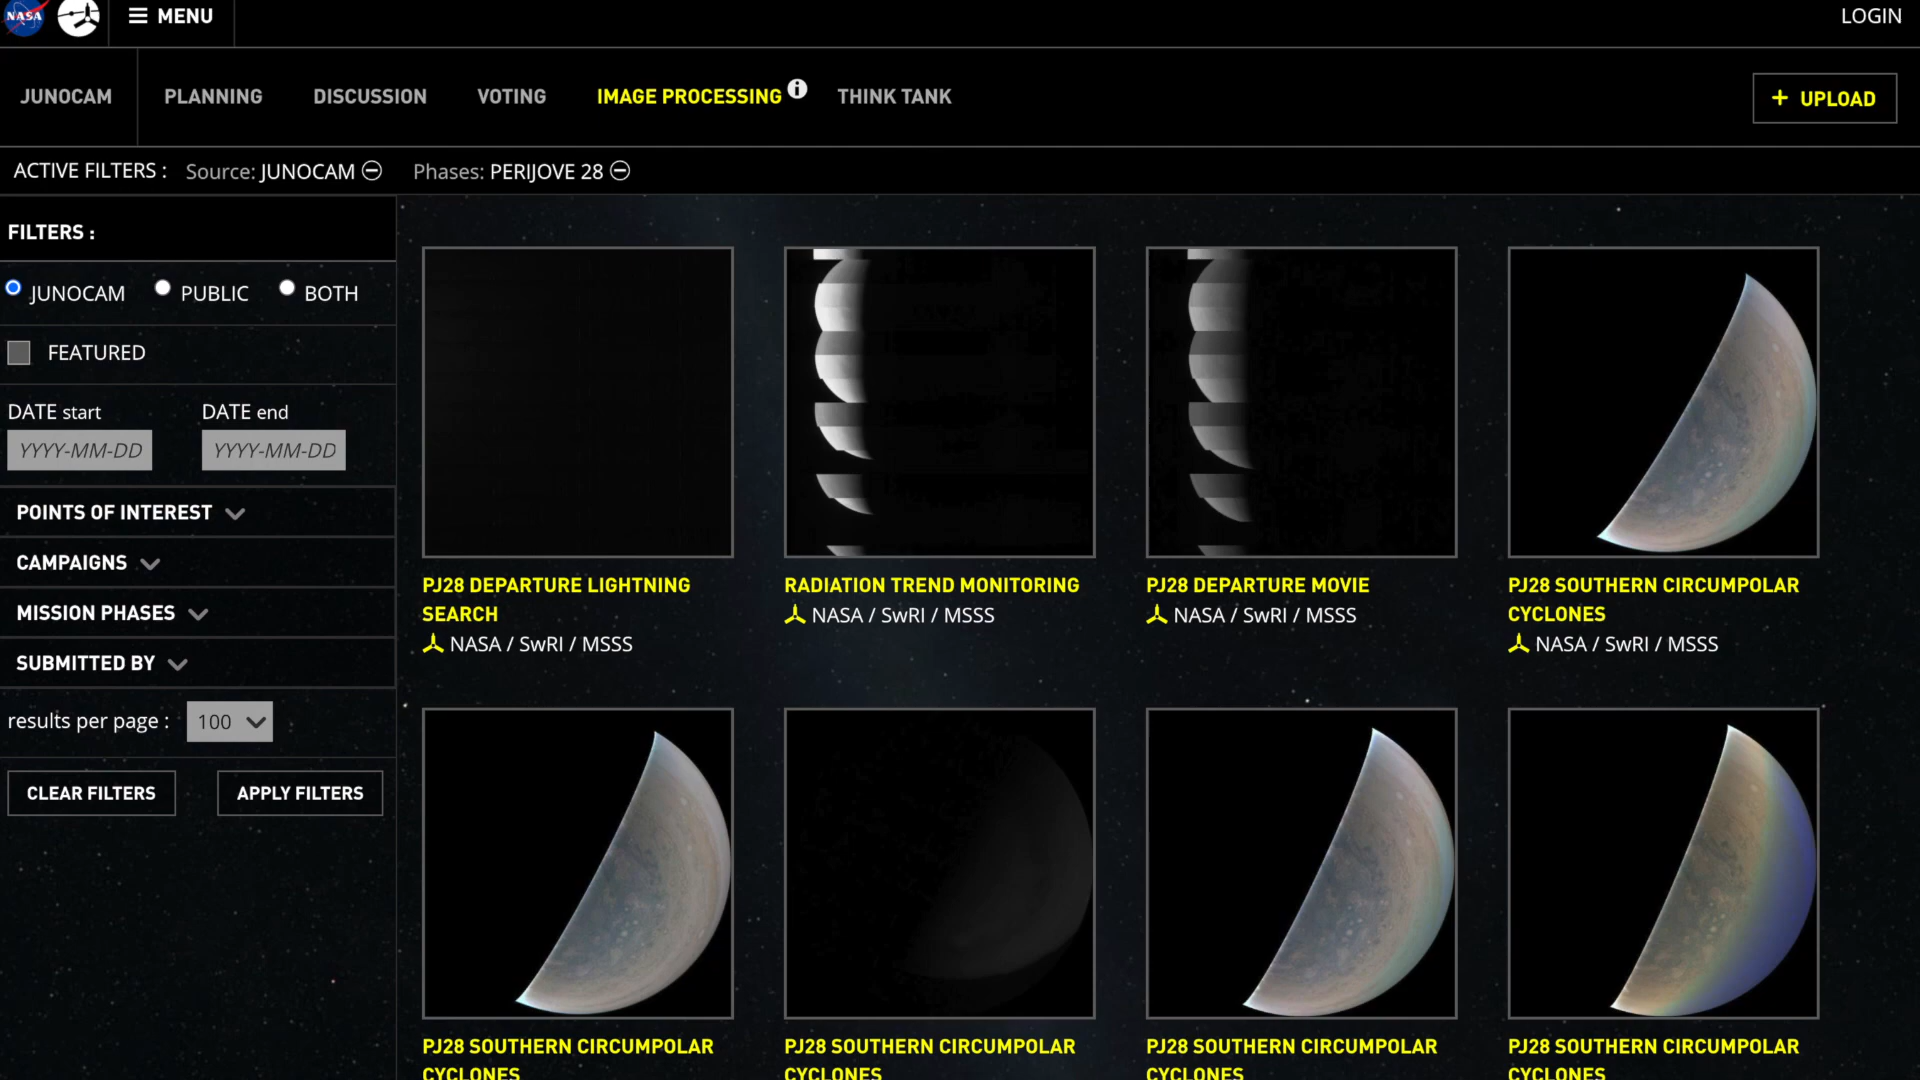 NASA
MENU
LOGIN
JUNOCAM
PLANNING
DISCUSSION
VOTING
IMAGE PROCESSING i
THINK TANK
+ UPLOAD
ACTIVE FILTERS :
Source: JUNOCAM
Phases: PERIJOVE 28
FILTERS :
JUNOCAM
PUBLIC
BOTH
FEATURED
DATE start
DATE end
YYYY-MM-DD
YYYY-MM-DD
POINTS OF INTEREST
CAMPAIGNS
MISSION PHASES
SUBMITTED BY
results per page :
100
CLEAR FILTERS
APPLY FILTERS
PJ28 DEPARTURE LIGHTNING
SEARCH
NASA / SwRI / MSSS
RADIATION TREND MONITORING
NASA / SwRI / MSSS
PJ28 DEPARTURE MOVIE
NASA / SwRI / MSSS
PJ28 SOUTHERN CIRCUMPOLAR
CYCLONES
NASA / SwRI / MSSS
PJ28 SOUTHERN CIRCUMPOLAR
CYCLONES
PJ28 SOUTHERN CIRCUMPOLAR
CYCLONES
PJ28 SOUTHERN CIRCUMPOLAR
CYCLONES
PJ28 SOUTHERN CIRCUMPOLAR
CYCLONES